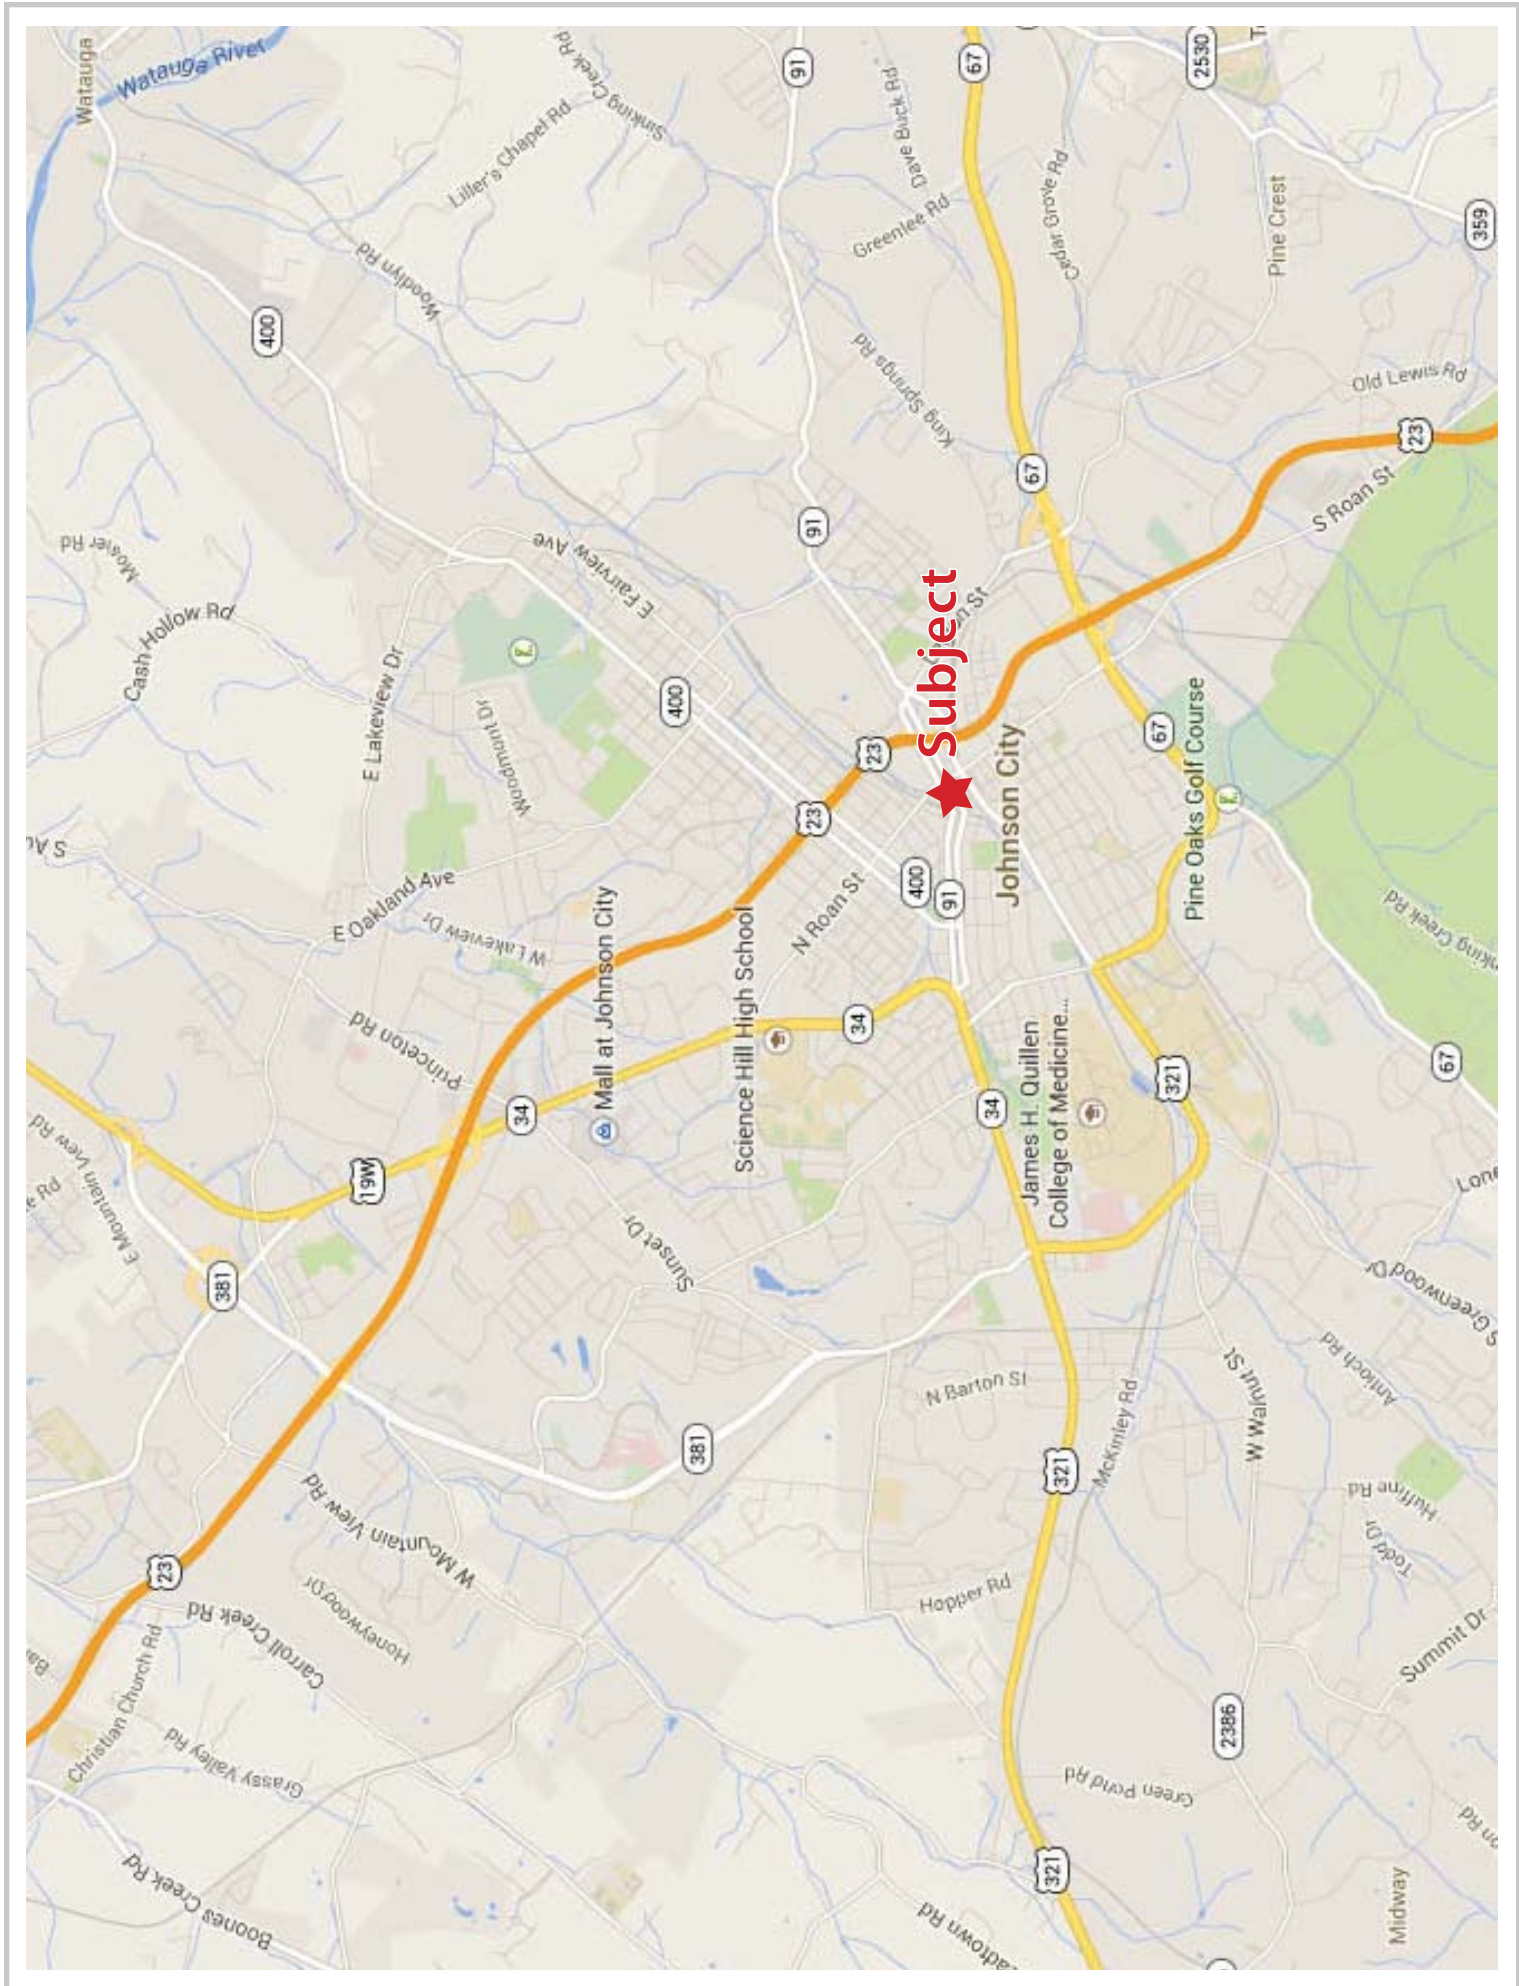 Watauga
Watauga River
Sinking Creek Rd
Liller's Chapel Rd
91
Dave Buck Rd
67
2530
Greenlee Rd
Cedar Grove Rd
Pine Crest
359
Woodlyn Rd
400
King Springs Rd
Old Lewis Rd
23
67
S Roan St
91
Mosier Rd
Cash Hollow Rd
E Fairview Ave
E Lakeview Dr
Woodmont Dr
400
Subject
23
23
67
Pine Oaks Golf Course
Johnson City
E Oakland Ave
W Lakeview Dr
N Roan St
400
91
Mall at Johnson City
Science Hill High School
Princeton Rd
34
34
34
James H. Quillen
College of Medicine...
321
67
E Mountain View Rd
19W
381
Sunset Dr
S Greenwood Dr
Antioch Rd
N Barton St
McKinley Rd
W Walnut St
381
321
Huffine Rd
Todd Dr
23
W Mountain View Rd
Honeywood Dr
Carroll Creek Rd
Christian Church Rd
Hopper Rd
Summit Dr
2386
Grassy Valley Rd
Green Pond Rd
321
Boones Creek Rd
Midway